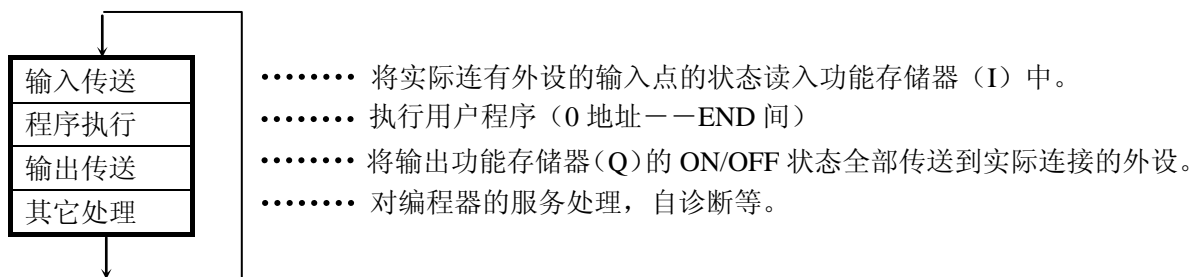 输入传送 ········ 将实际连有外设的输入点的状态读入功能存储器（I）中。
程序执行 ········ 执行用户程序（0 地址－－END 间）
输出传送 ········ 将输出功能存储器（Q）的 ON/OFF 状态全部传送到实际连接的外设。
其它处理 ········ 对编程器的服务处理，自诊断等。